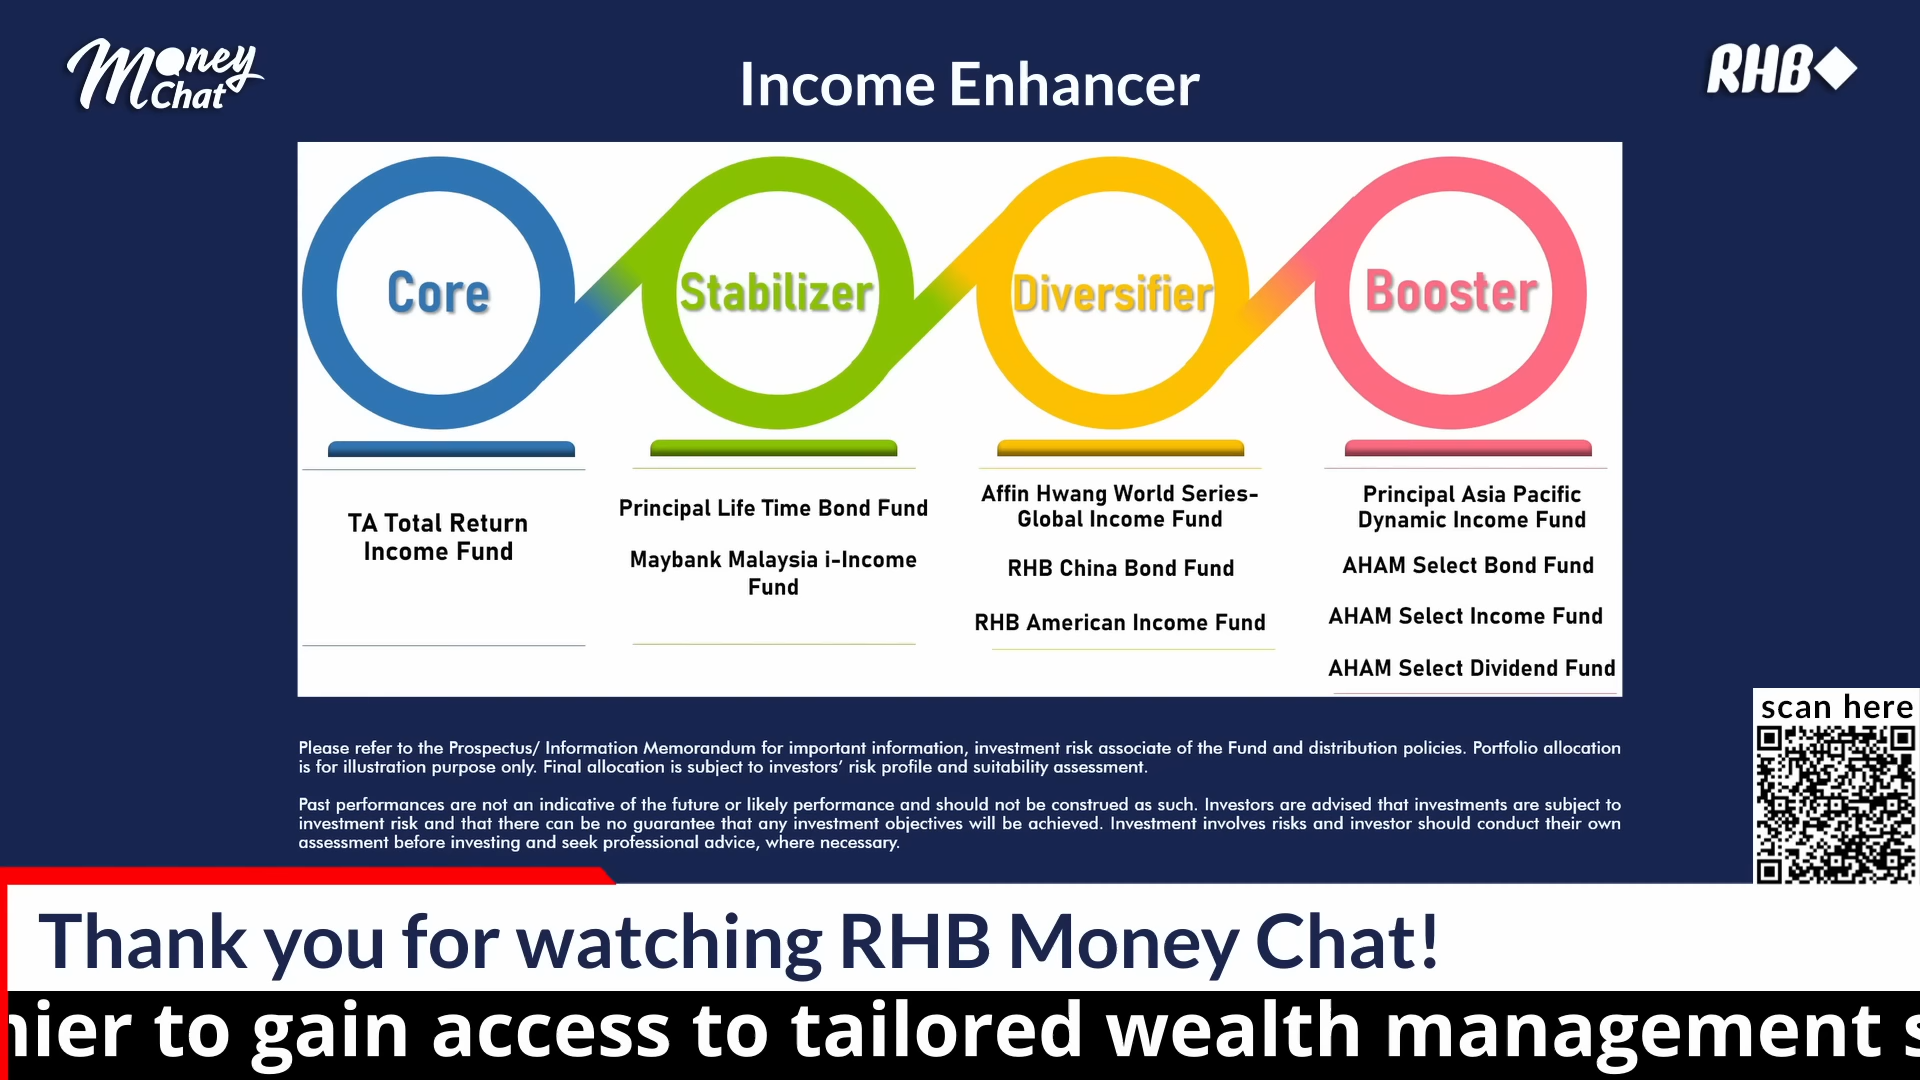 Money
Chat
Income Enhancer
RHB
Core
Stabilizer
Diversifier
Booster
TA Total Return
Income Fund
Principal Life Time Bond Fund
Maybank Malaysia i-Income
Fund
Affin Hwang World Series-
Global Income Fund
RHB China Bond Fund
RHB American Income Fund
Principal Asia Pacific
Dynamic Income Fund
AHAM Select Bond Fund
AHAM Select Income Fund
AHAM Select Dividend Fund
Please refer to the Prospectus/ Information Memorandum for important information, investment risk associate of the Fund and distribution policies. Portfolio allocation
is for illustration purpose only. Final allocation is subject to investors’ risk profile and suitability assessment.
Past performances are not an indicative of the future or likely performance and should not be construed as such. Investors are advised that investments are subject to
investment risk and that there can be no guarantee that any investment objectives will be achieved. Investment involves risks and investor should conduct their own
assessment before investing and seek professional advice, where necessary.
scan here
Thank you for watching RHB Money Chat!
to gain access to tailored wealth management